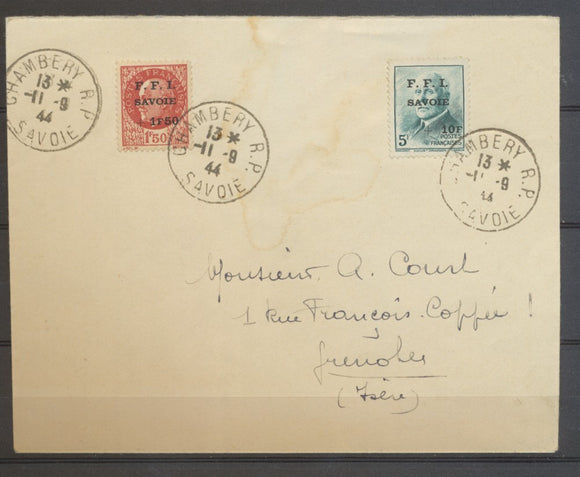 CHAMBERY R.P.
13 *
-11 -9
44
SAVOIE
F. F. I.
SAVOIE
1F50
1F50
CHAMBERY R.P.
13 *
-11 -9
44
SAVOIE
F. F. I.
SAVOIE
10F
5F
POSTES
FRANÇAISES
CHAMBERY R.P.
13 *
-11 -9
44
SAVOIE
Monsieur A. Court
1 Rue François Coppée !
Grenoble
(Isère)